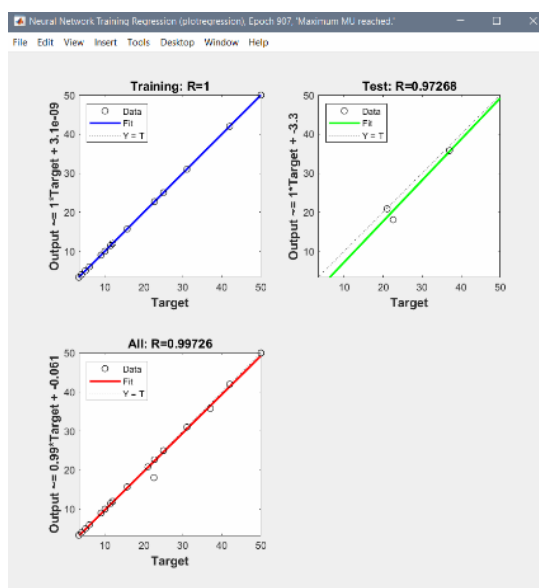 Neural Network Training Regression (plotregression), Epoch 907, 'Maximum MU reached.'
File Edit View Insert Tools Desktop Window Help
Training: R=1
Output ~= 1*Target + 3.1e-09
50
40
30
20
10
Data
Fit
Y = T
10 20 30 40 50
Target
Test: R=0.97268
Output ~= 1*Target + -3.3
50
40
30
20
10
Data
Fit
Y = T
10 20 30 40 50
Target
All: R=0.99726
Output ~= 0.99*Target + -0.061
50
40
30
20
10
Data
Fit
Y = T
10 20 30 40 50
Target